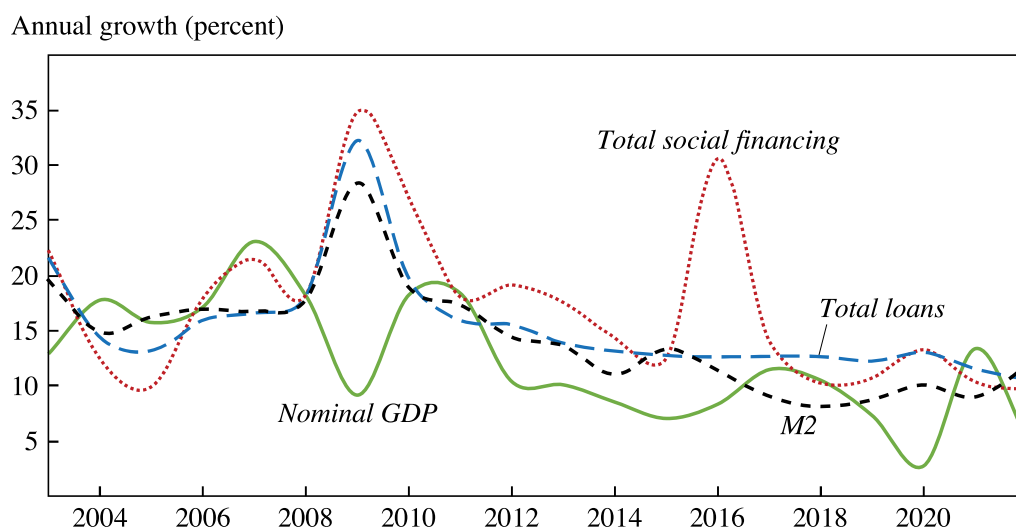 Annual growth (percent)
35
30
25
20
15
10
5
Total social financing
Total loans
Nominal GDP
M2
2004 2006 2008 2010 2012 2014 2016 2018 2020